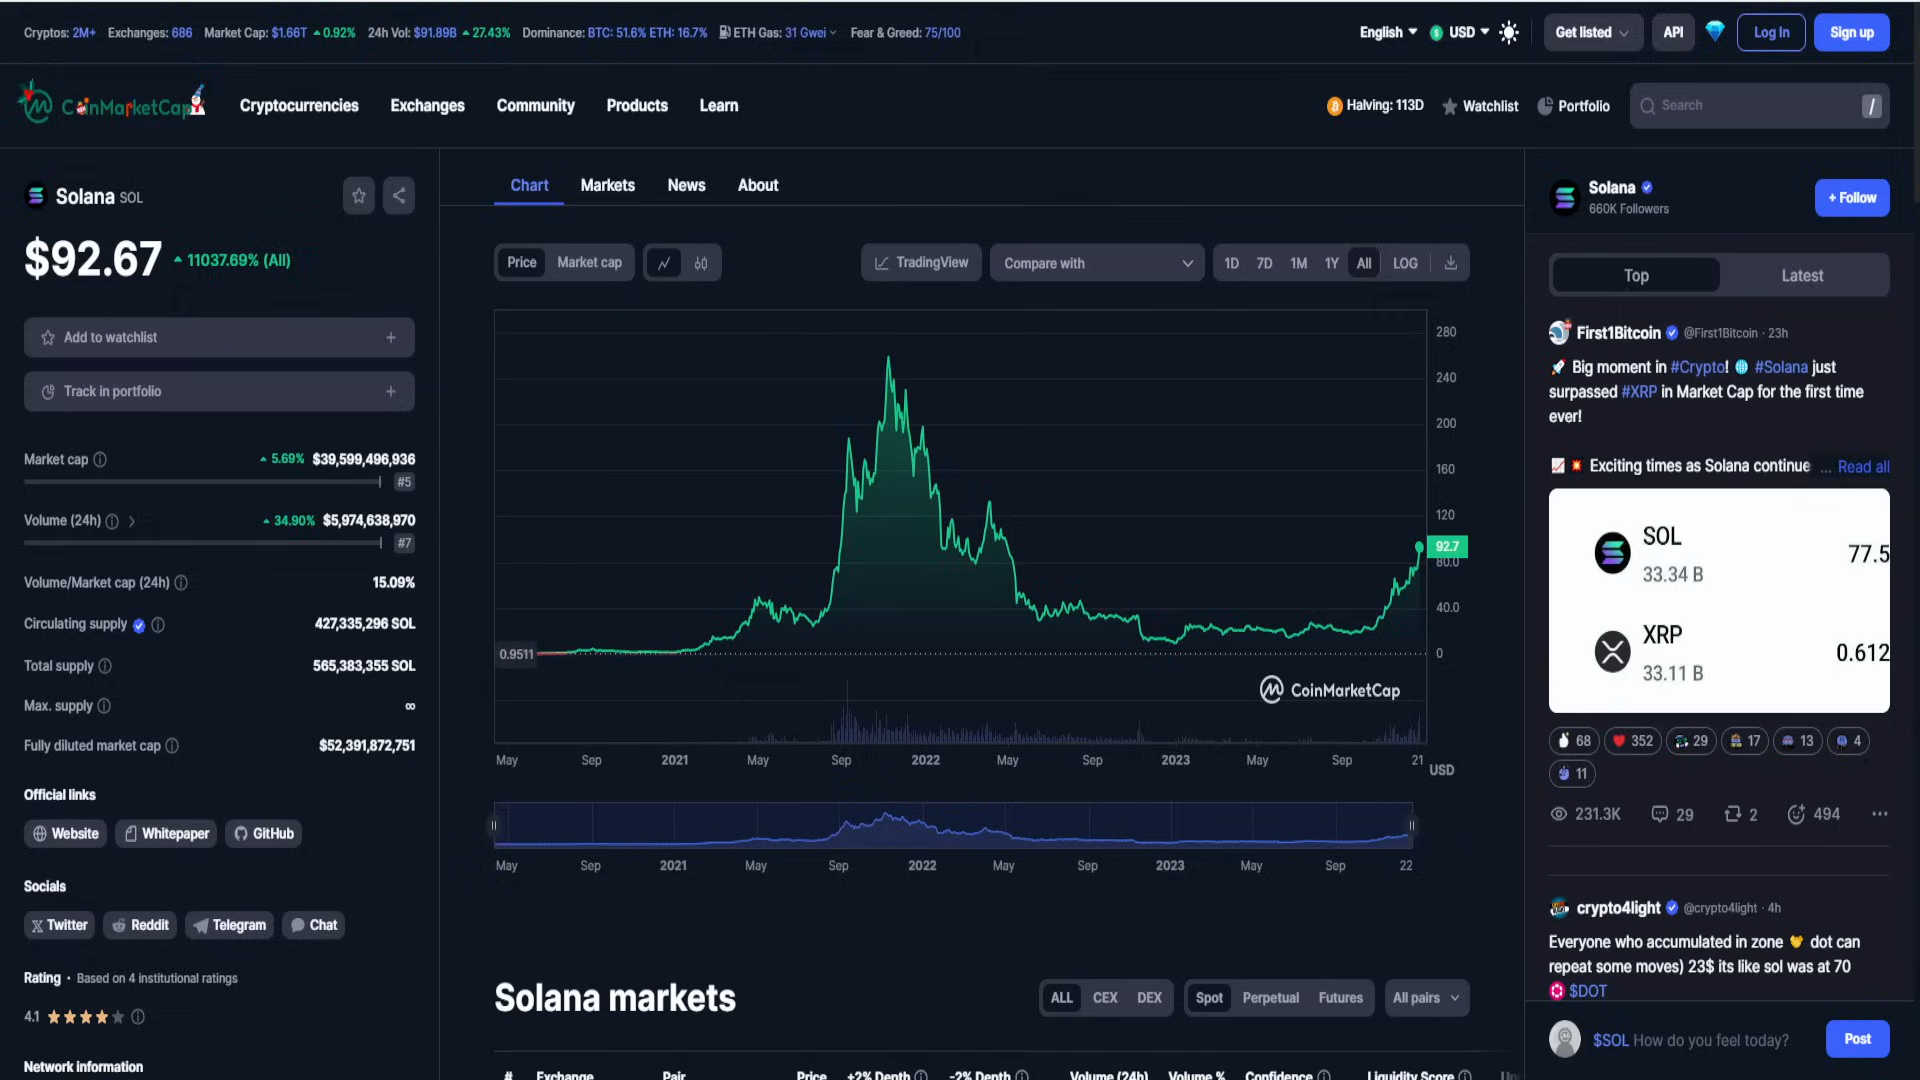 Cryptos: 2M+ Exchanges: 686 Market Cap: $1.66T 0.92% 24h Vol: $91.89B 27.43% Dominance: BTC: 51.6% ETH: 16.7% ETH Gas: 31 Gwei Fear & Greed: 75/100
English USD Get listed API Log In Sign up
CoinMarketCap Cryptocurrencies Exchanges Community Products Learn
Halving: 113D Watchlist Portfolio Search /
Solana SOL
$92.67 11037.69% (All)
Add to watchlist +
Track in portfolio +
Market cap 5.69% $39,599,496,936
#5
Volume (24h) 34.90% $5,974,638,970
#7
Volume/Market cap (24h) 15.09%
Circulating supply 427,335,296 SOL
Total supply 565,383,355 SOL
Max. supply ∞
Fully diluted market cap $52,391,872,751
Official links
Website Whitepaper GitHub
Socials
Twitter Reddit Telegram Chat
Rating · Based on 4 institutional ratings
4.1
Network information
Chart Markets News About
Price Market cap TradingView Compare with 1D 7D 1M 1Y All LOG
280
240
200
160
120
92.7
80.0
40.0
0.9511 0
CoinMarketCap
May Sep 2021 May Sep 2022 May Sep 2023 May Sep 21
USD
May Sep 2021 May Sep 2022 May Sep 2023 May Sep 22
Solana markets ALL CEX DEX Spot Perpetual Futures All pairs
# Exchange Pair Price +2% Depth -2% Depth Volume (24h) Volume % Confidence Liquidity Score
Solana
660K Followers
+ Follow
Top Latest
First1Bitcoin @First1Bitcoin · 23h
Big moment in #Crypto! #Solana just
surpassed #XRP in Market Cap for the first time
ever!
Exciting times as Solana continue ... Read all
SOL
77.5
33.34 B
XRP
0.612
33.11 B
68 352 29 17 13 4
11
231.3K 29 2 494
crypto4light @crypto4light · 4h
Everyone who accumulated in zone dot can
repeat some moves) 23$ its like sol was at 70
$DOT
$SOL How do you feel today? Post